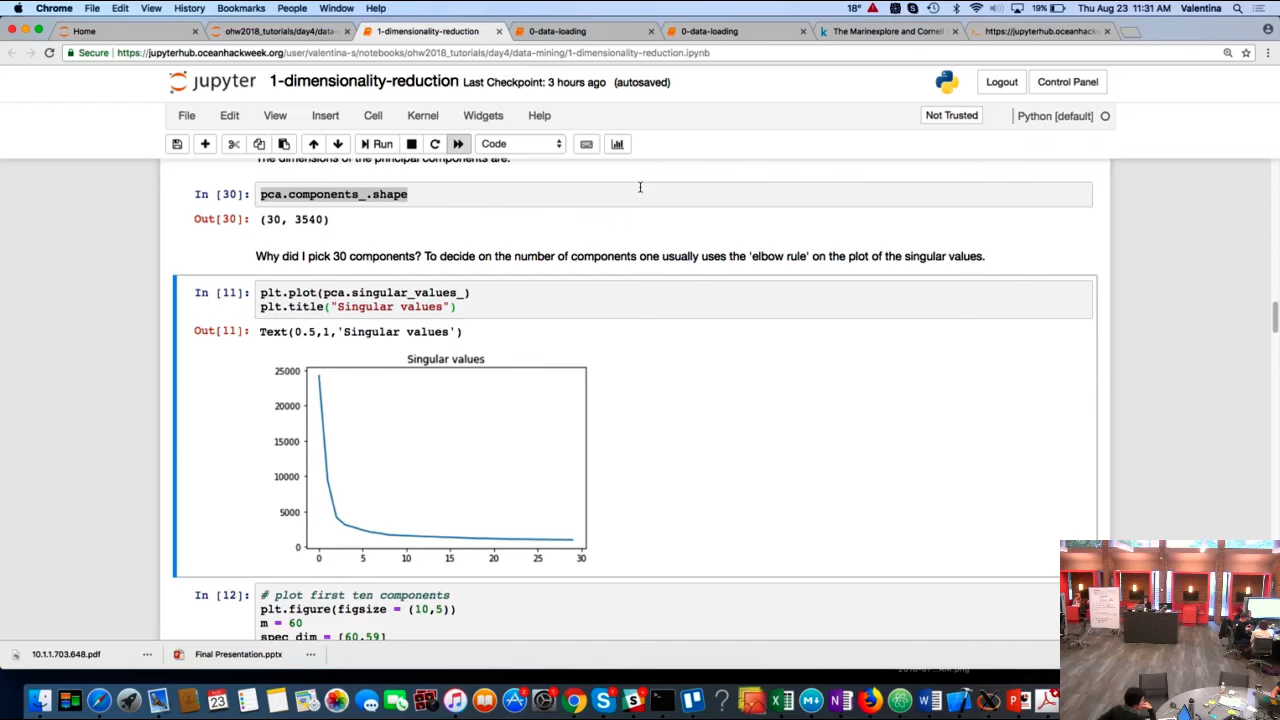 Chrome File Edit View History Bookmarks People Window Help 18° 19% Thu Aug 23 11:31 AM Valentina
Home ohw2018_tutorials/day4/data- 1-dimensionality-reduction 0-data-loading 0-data-loading The Marinexplore and Cornell https://jupyterhub.oceanhack
Secure https://jupyterhub.oceanhackweek.org/user/valentina-s/notebooks/ohw2018_tutorials/day4/data-mining/1-dimensionality-reduction.ipynb
jupyter 1-dimensionality-reduction Last Checkpoint: 3 hours ago (autosaved) Logout Control Panel
File Edit View Insert Cell Kernel Widgets Help Not Trusted Python [default]
Run Code
The dimensions of the principal components are:
In [30]: pca.components_.shape
Out[30]: (30, 3540)
Why did I pick 30 components? To decide on the number of components one usually uses the 'elbow rule' on the plot of the singular values.
In [11]: plt.plot(pca.singular_values_)
plt.title("Singular values")
Out[11]: Text(0.5,1,'Singular values')
Singular values
25000
20000
15000
10000
5000
0
0 5 10 15 20 25 30
In [12]: # plot first ten components
plt.figure(figsize = (10,5))
m = 60
spec_dim = [60,59]
10.1.1.703.648.pdf Final Presentation.pptx